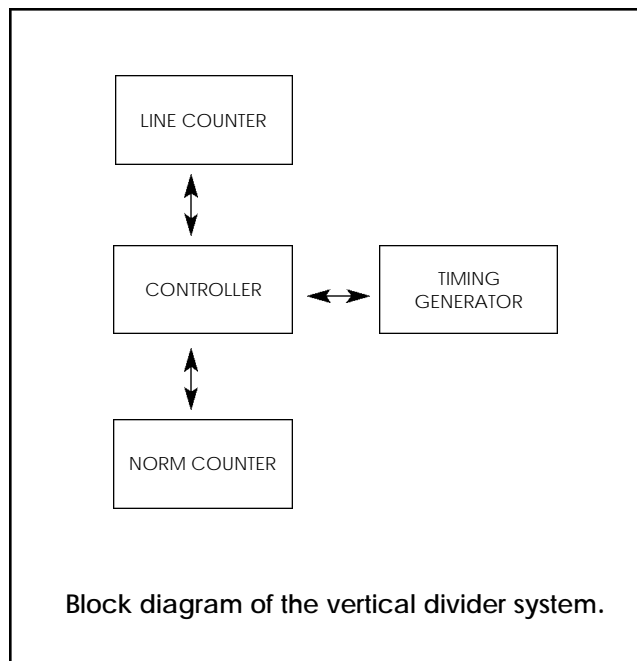 LINE COUNTER
CONTROLLER
TIMING
GENERATOR
NORM COUNTER
Block diagram of the vertical divider system.